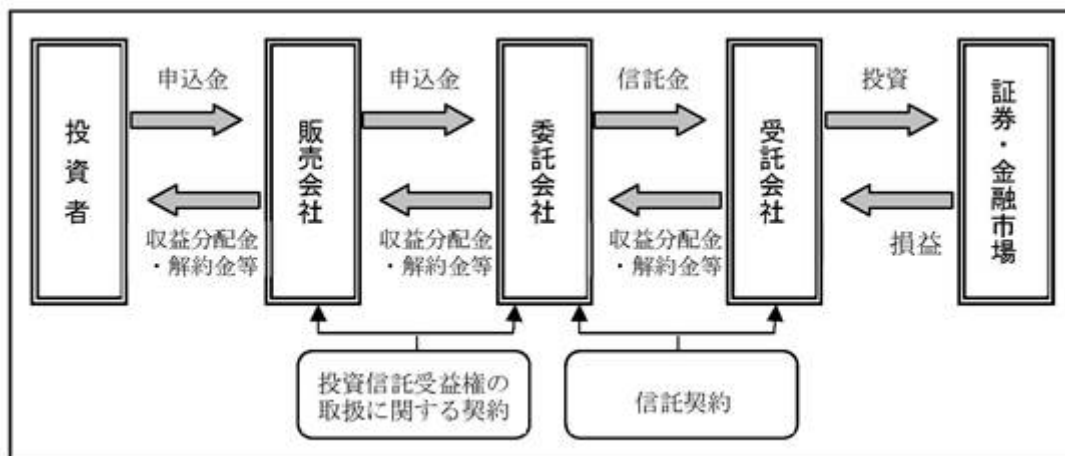 投資者
申込金
収益分配金
・解約金等
販売会社
申込金
収益分配金
・解約金等
委託会社
信託金
収益分配金
・解約金等
受託会社
投資
損益
証券・金融市場
投資信託受益権の
取扱に関する契約
信託契約